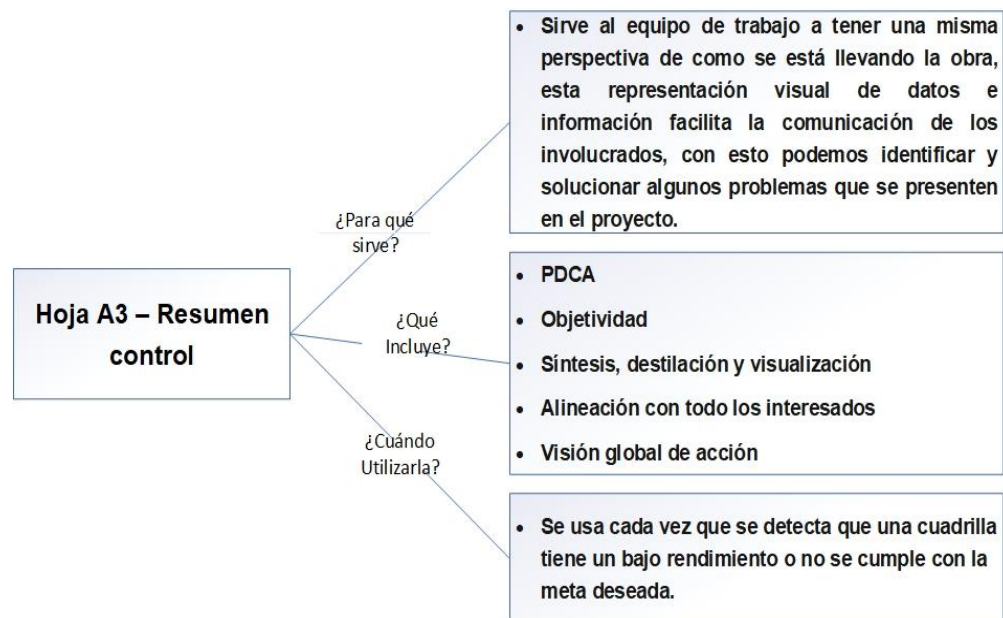 Hoja A3 – Resumen
control
¿Para qué
sirve?
• Sirve al equipo de trabajo a tener una misma
perspectiva de como se está llevando la obra,
esta representación visual de datos e
información facilita la comunicación de los
involucrados, con esto podemos identificar y
solucionar algunos problemas que se presenten
en el proyecto.
¿Qué
Incluye?
• PDCA
• Objetividad
• Síntesis, destilación y visualización
• Alineación con todo los interesados
• Visión global de acción
¿Cuándo
Utilizarla?
• Se usa cada vez que se detecta que una cuadrilla
tiene un bajo rendimiento o no se cumple con la
meta deseada.